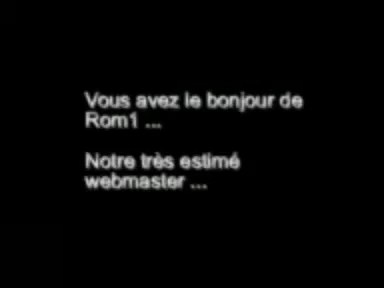 Vous avez le bonjour de
Rom1 ...
Notre très estimé
webmaster ...